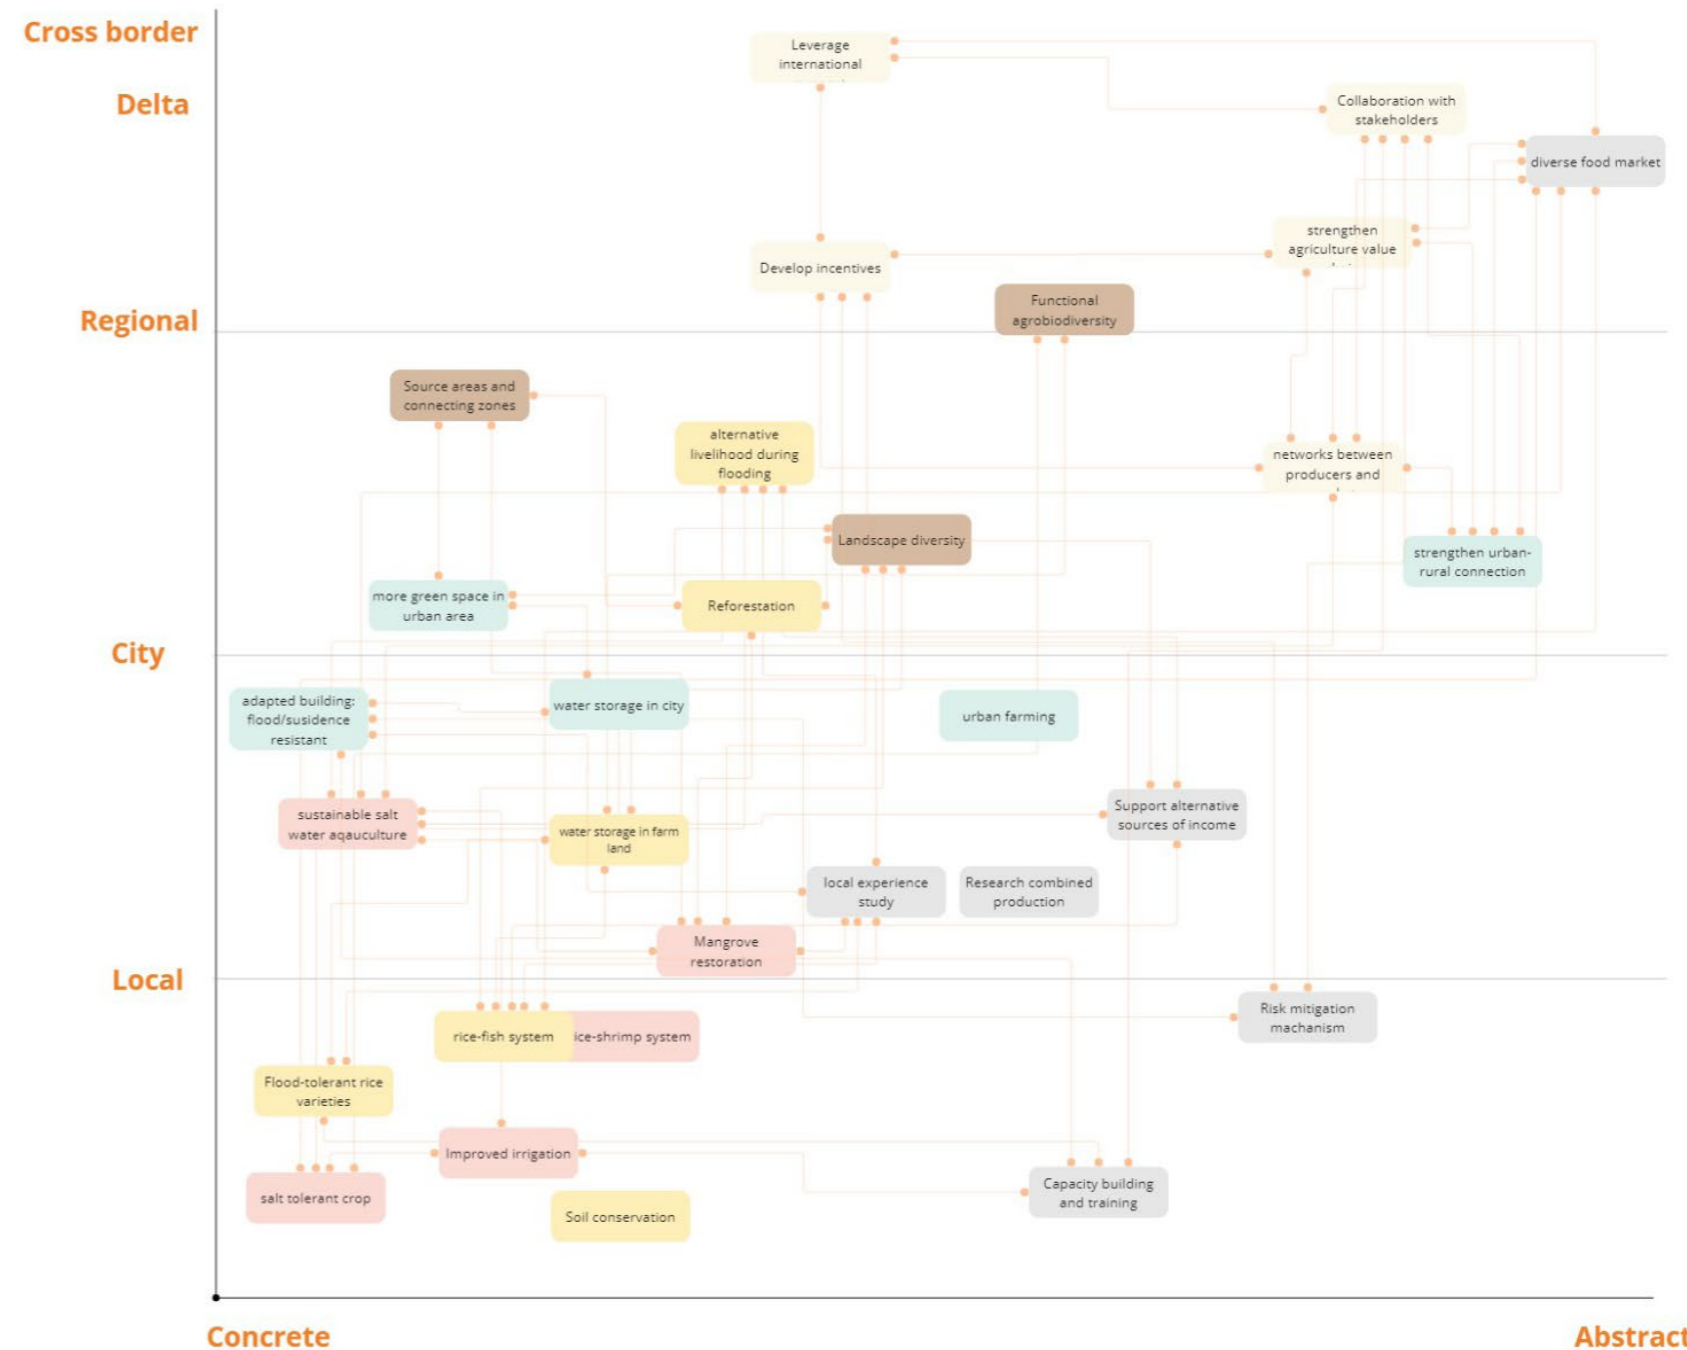 Cross border
Leverage
international
Delta
Collaboration with
stakeholders
diverse food market
strengthen
agriculture value
Develop incentives
Functional
agrobiodiversity
Regional
Source areas and
connecting zones
alternative
livelihood during
flooding
networks between
producers and
Landscape diversity
strengthen urban-
rural connection
more green space in
urban area
Reforestation
City
adapted building:
flood/susidence
resistant
water storage in city
urban farming
sustainable salt
water aqauculture
water storage in farm
land
Support alternative
sources of income
local experience
study
Research combined
production
Mangrove
restoration
Local
Risk mitigation
machanism
rice-fish system
ice-shrimp system
Flood-tolerant rice
varieties
Improved irrigation
salt tolerant crop
Capacity building
and training
Soil conservation
Concrete
Abstract